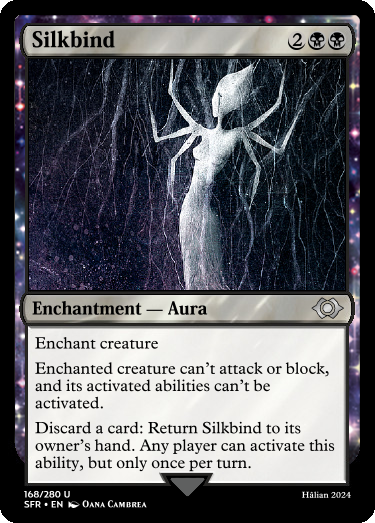 Silkbind 2
Enchantment — Aura
Enchant creature
Enchanted creature can't attack or block,
and its activated abilities can't be
activated.
Discard a card: Return Silkbind to its
owner's hand. Any player can activate this
ability, but only once per turn.
168/280 U
SFR • EN Oana Cambrea
Hâlian 2024